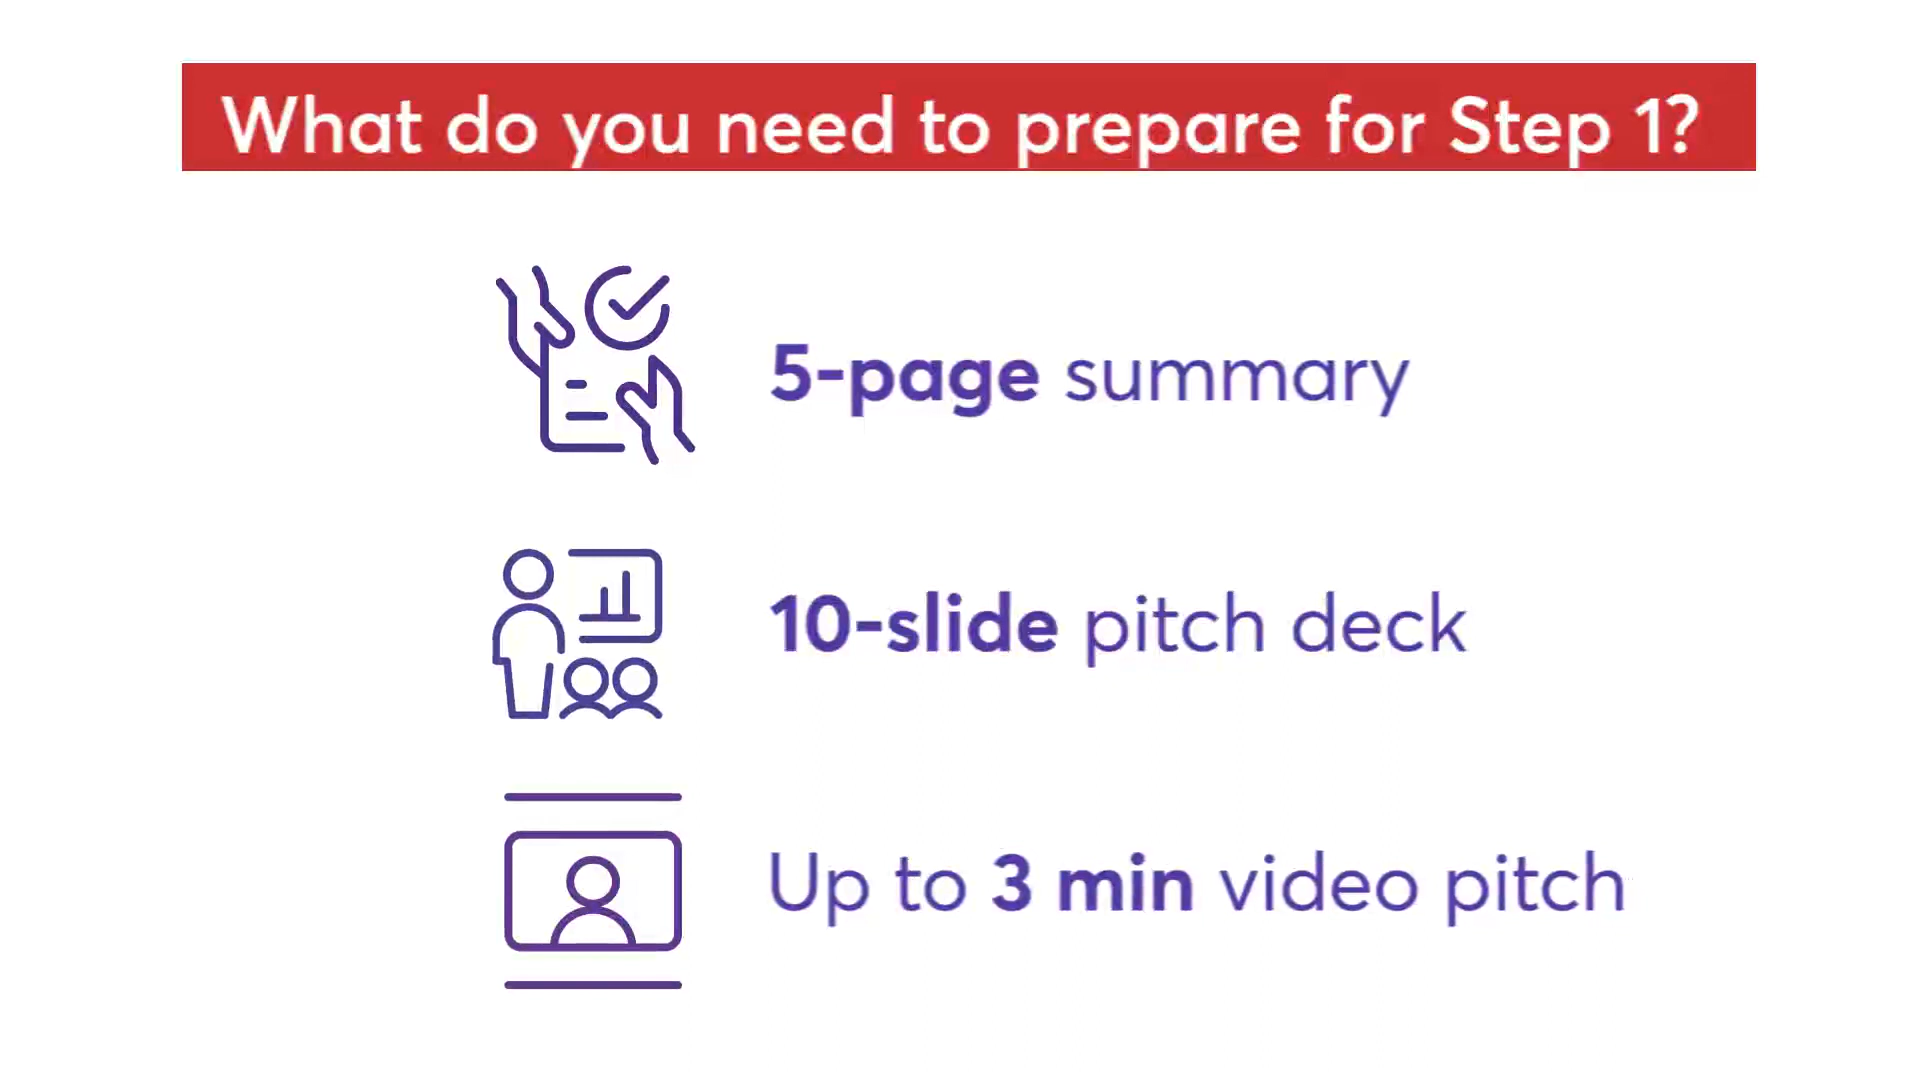 What do you need to prepare for Step 1?
5-page summary
10-slide pitch deck
Up to 3 min video pitch